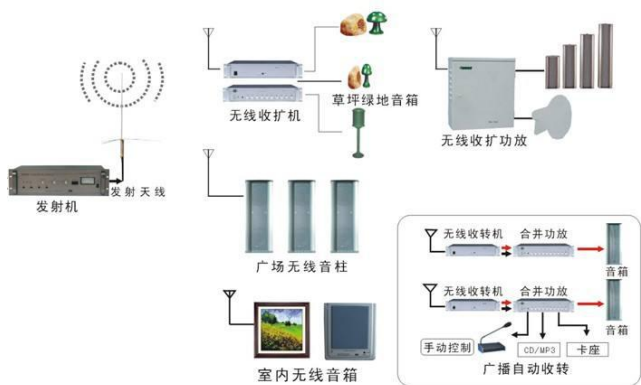 发射天线
发射机
无线收扩机
草坪绿地音箱
无线收扩功放
广场无线音柱
室内无线音箱
无线收转机
合并功放
音箱
无线收转机
合并功放
音箱
手动控制
CD/MP3
卡座
广播自动收转